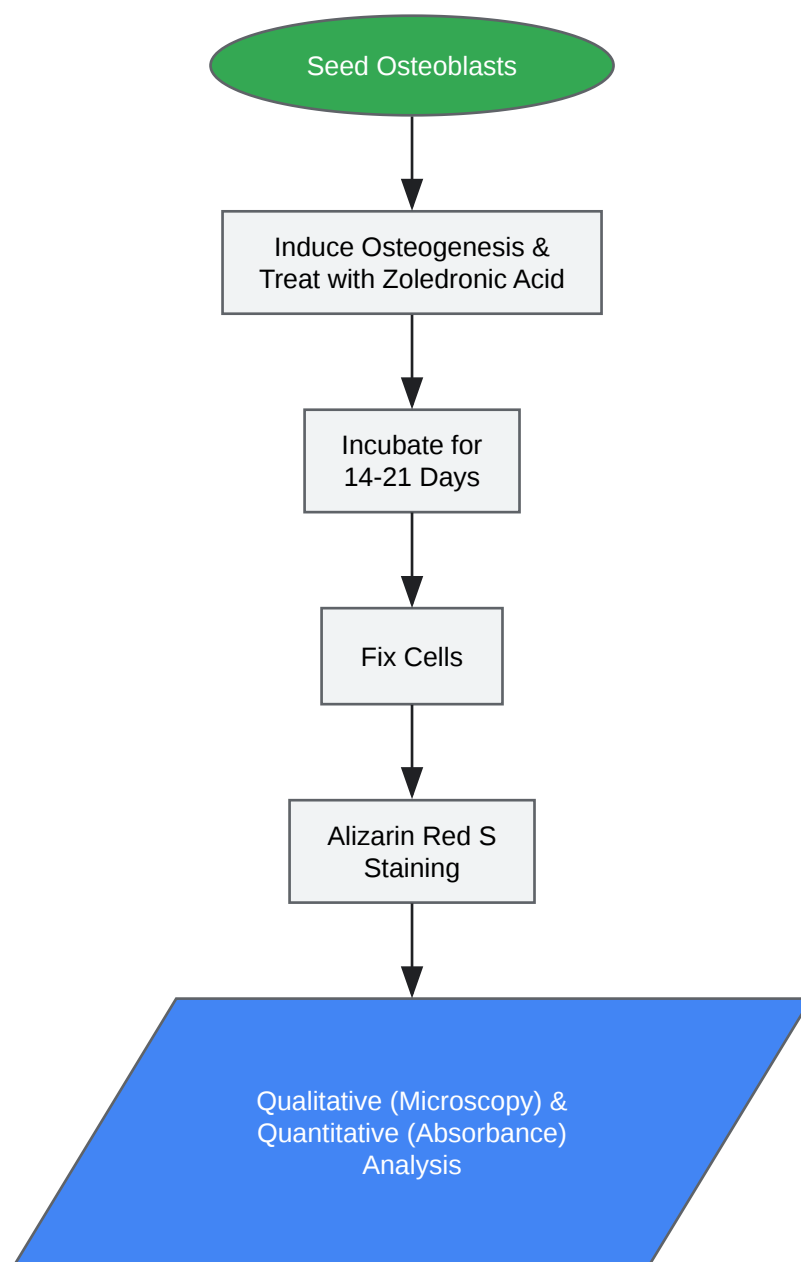 Seed Osteoblasts
Induce Osteogenesis &
Treat with Zoledronic Acid
Incubate for
14-21 Days
Fix Cells
Alizarin Red S
Staining
Qualitative (Microscopy) &
Quantitative (Absorbance)
Analysis